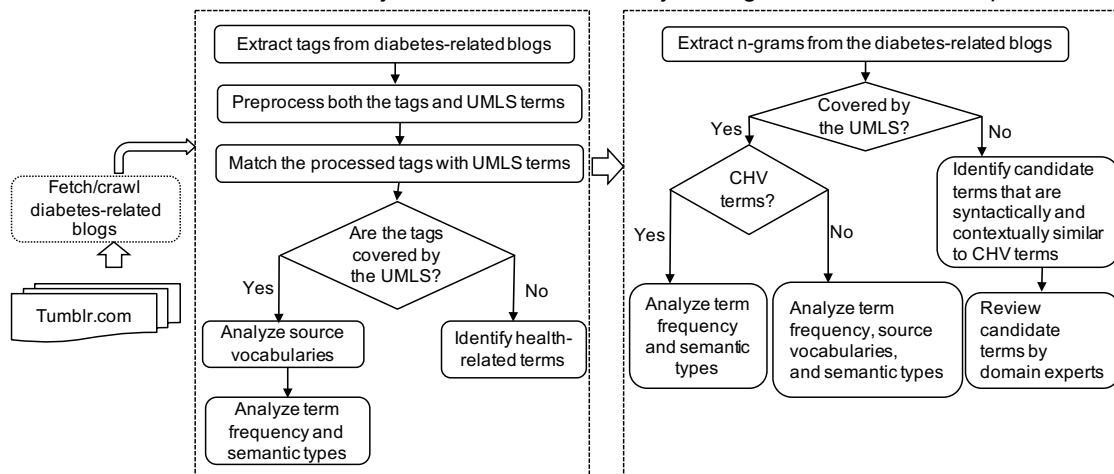 Extract tags from diabetes-related blogs
Preprocess both the tags and UMLS terms
Match the processed tags with UMLS terms
Fetch/crawl
diabetes-related
blogs
Tumblr.com
Are the tags
covered by
the UMLS?
Yes
No
Analyze source
vocabularies
Identify health-
related terms
Analyze term
frequency and
semantic types
Extract n-grams from the diabetes-related blogs
Covered by
the UMLS?
Yes
No
CHV
terms?
Identify candidate
terms that are
syntactically and
contextually similar
to CHV terms
Yes
No
Analyze term
frequency
and semantic
types
Analyze term
frequency, source
vocabularies,
and semantic types
Review
candidate
terms by
domain experts